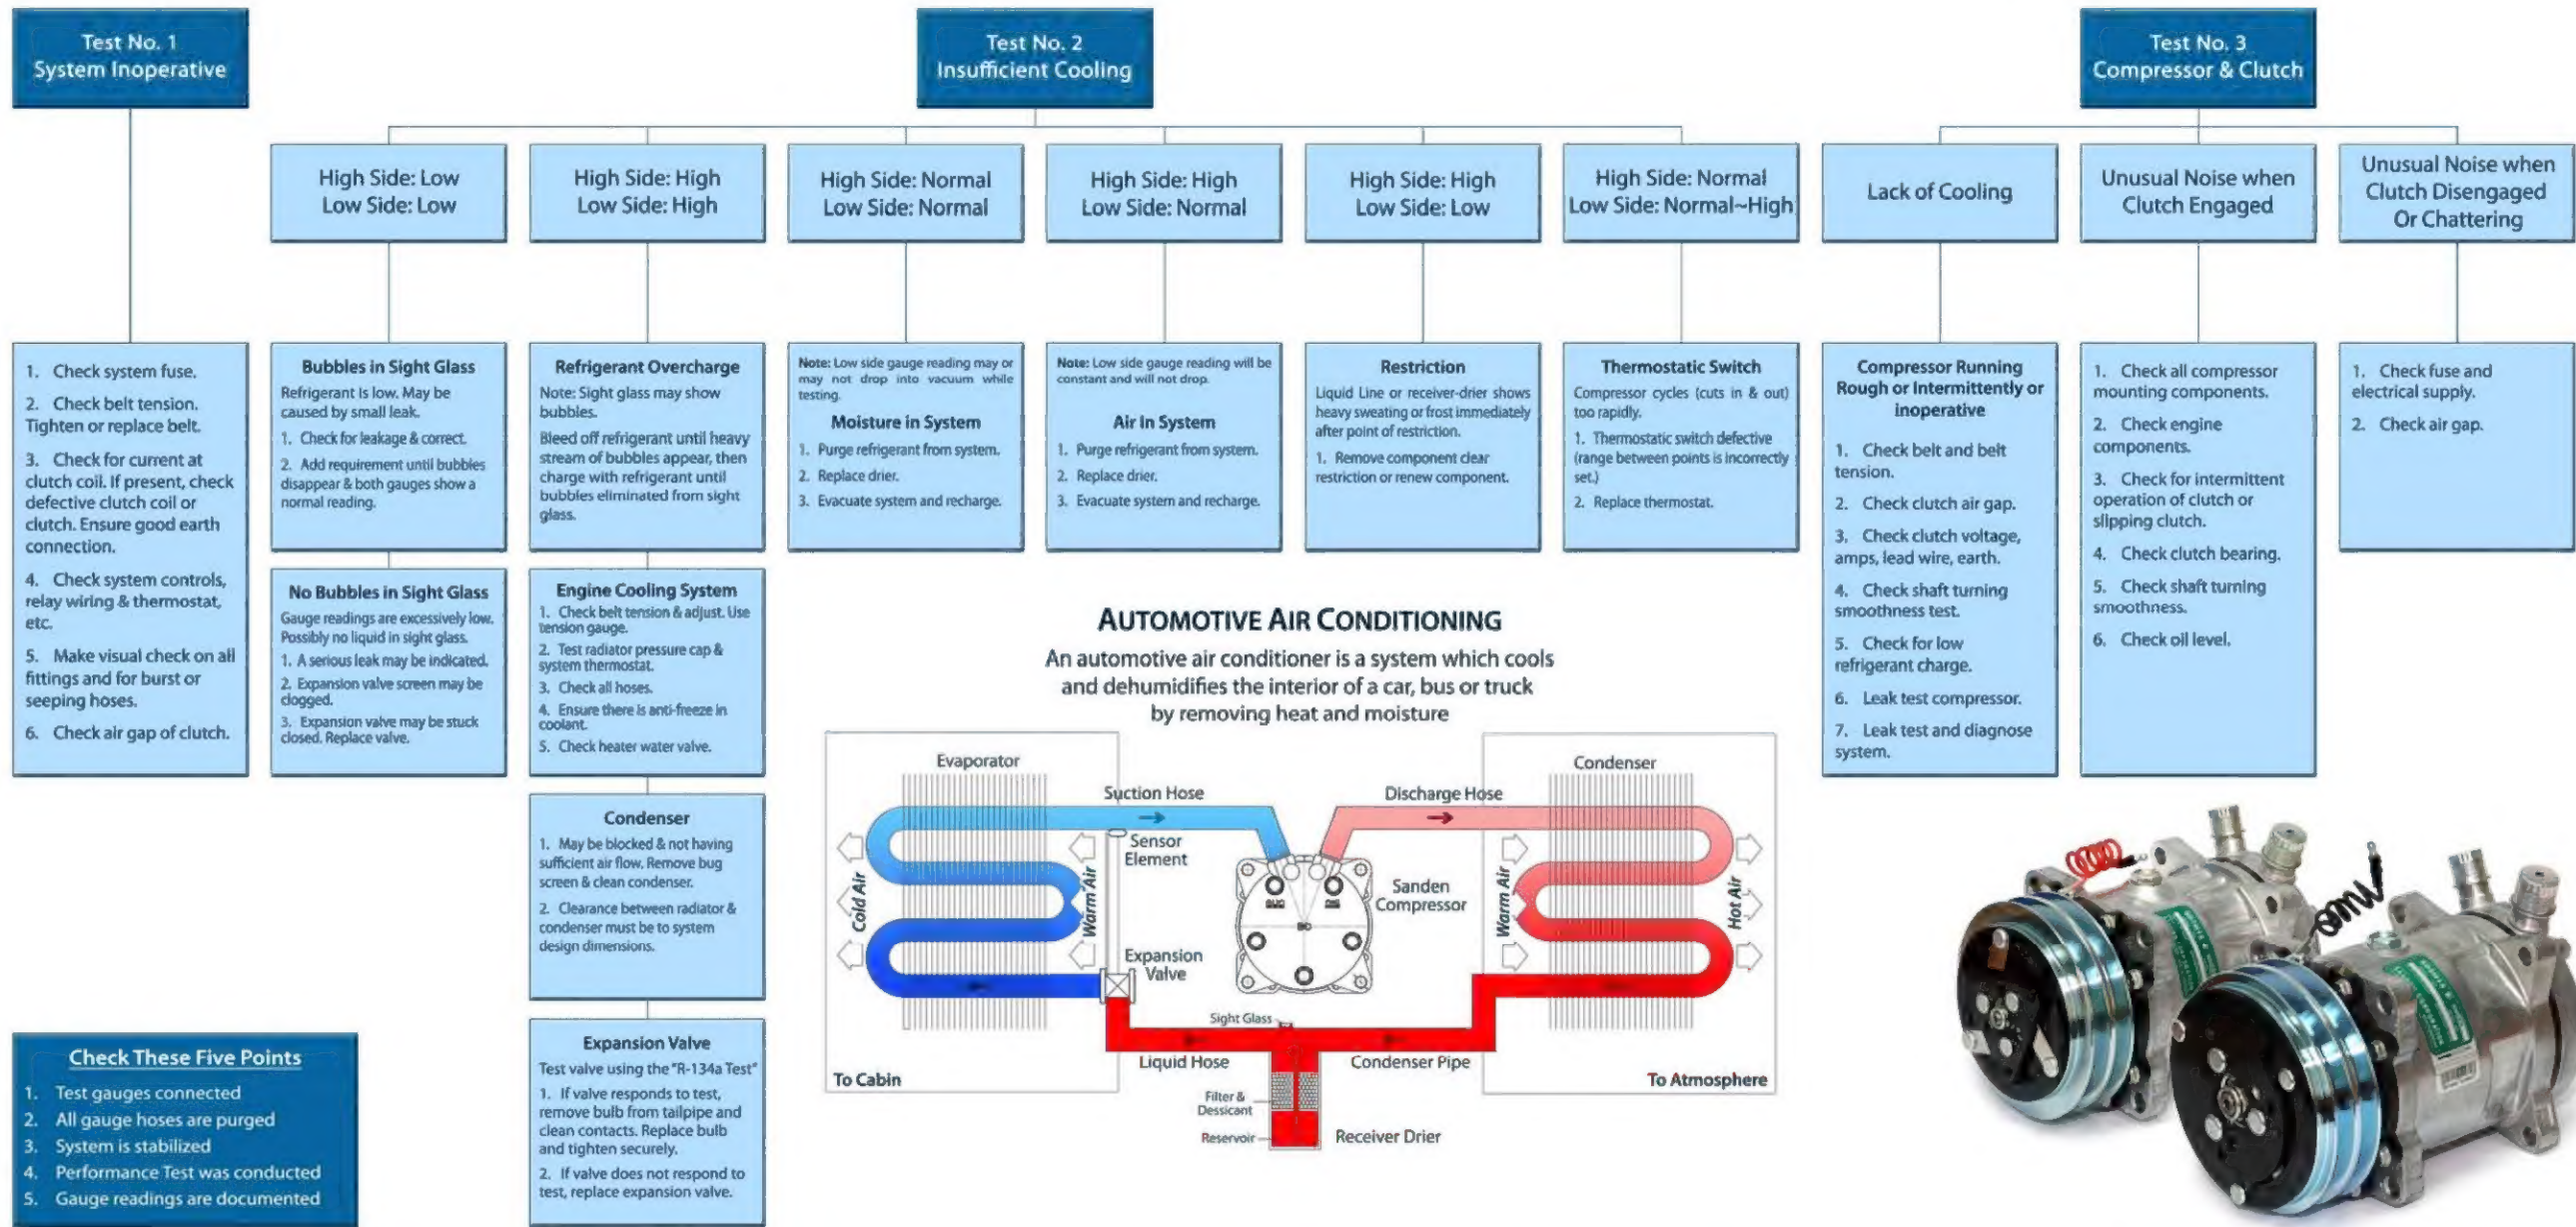 Test No. 1
System Inoperative
Test No. 2
Insufficient Cooling
Test No. 3
Compressor & Clutch
High Side: Low
Low Side: Low
High Side: High
Low Side: High
High Side: Normal
Low Side: Normal
High Side: High
Low Side: Normal
High Side: High
Low Side: Low
High Side: Normal
Low Side: Normal~High
Lack of Cooling
Unusual Noise when
Clutch Engaged
Unusual Noise when
Clutch Disengaged
Or Chattering
1. Check system fuse.
2. Check belt tension.
Tighten or replace belt.
3. Check for current at
clutch coil. If present, check
defective clutch coil or
clutch. Ensure good earth
connection.
4. Check system controls,
relay wiring & thermostat,
etc.
5. Make visual check on all
fittings and for burst or
seeping hoses.
6. Check air gap of clutch.
Bubbles in Sight Glass
Refrigerant is low. May be
caused by small leak.
1. Check for leakage & correct.
2. Add requirement until bubbles
disappear & both gauges show a
normal reading.
No Bubbles in Sight Glass
Gauge readings are excessively low.
Possibly no liquid in sight glass.
1. A serious leak may be indicated.
2. Expansion valve screen may be
clogged.
3. Expansion valve may be stuck
closed. Replace valve.
Refrigerant Overcharge
Note: Sight glass may show
bubbles.
Bleed off refrigerant until heavy
stream of bubbles appear, then
charge with refrigerant until
bubbles eliminated from sight
glass.
Engine Cooling System
1. Check belt tension & adjust. Use
tension gauge.
2. Test radiator pressure cap &
system thermostat.
3. Check all hoses.
4. Ensure there is anti-freeze in
coolant.
5. Check heater water valve.
Condenser
1. May be blocked & not having
sufficient air flow. Remove bug
screen & clean condenser.
2. Clearance between radiator &
condenser must be to system
design dimensions.
Expansion Valve
Test valve using the "R-134a Test"
1. If valve responds to test,
remove bulb from tailpipe and
clean contacts. Replace bulb
and tighten securely.
2. If valve does not respond to
test, replace expansion valve.
Note: Low side gauge reading may or
may not drop into vacuum while
testing.
Moisture in System
1. Purge refrigerant from system.
2. Replace drier.
3. Evacuate system and recharge.
Note: Low side gauge reading will be
constant and will not drop.
Air In System
1. Purge refrigerant from system.
2. Replace drier.
3. Evacuate system and recharge.
Restriction
Liquid Line or receiver-drier shows
heavy sweating or frost immediately
after point of restriction.
1. Remove component clear
restriction or renew component.
Thermostatic Switch
Compressor cycles (cuts in & out)
too rapidly.
1. Thermostatic switch defective
(range between points is incorrectly
set.)
2. Replace thermostat.
Compressor Running
Rough or Intermittently or
inoperative
1. Check belt and belt
tension.
2. Check clutch air gap.
3. Check clutch voltage,
amps, lead wire, earth.
4. Check shaft turning
smoothness test.
5. Check for low
refrigerant charge.
6. Leak test compressor.
7. Leak test and diagnose
system.
1. Check all compressor
mounting components.
2. Check engine
components.
3. Check for intermittent
operation of clutch or
slipping clutch.
4. Check clutch bearing.
5. Check shaft turning
smoothness.
6. Check oil level.
1. Check fuse and
electrical supply.
2. Check air gap.
AUTOMOTIVE AIR CONDITIONING
An automotive air conditioner is a system which cools
and dehumidifies the interior of a car, bus or truck
by removing heat and moisture
Evaporator
Condenser
Suction Hose
Discharge Hose
Sensor
Element
Sanden
Compressor
Cold Air
Warm Air
Warm Air
Hot Air
Expansion
Valve
Sight Glass
Liquid Hose
Condenser Pipe
To Cabin
To Atmosphere
Filter &
Dessicant
Reservoir
Receiver Drier
Check These Five Points
1. Test gauges connected
2. All gauge hoses are purged
3. System is stabilized
4. Performance Test was conducted
5. Gauge readings are documented